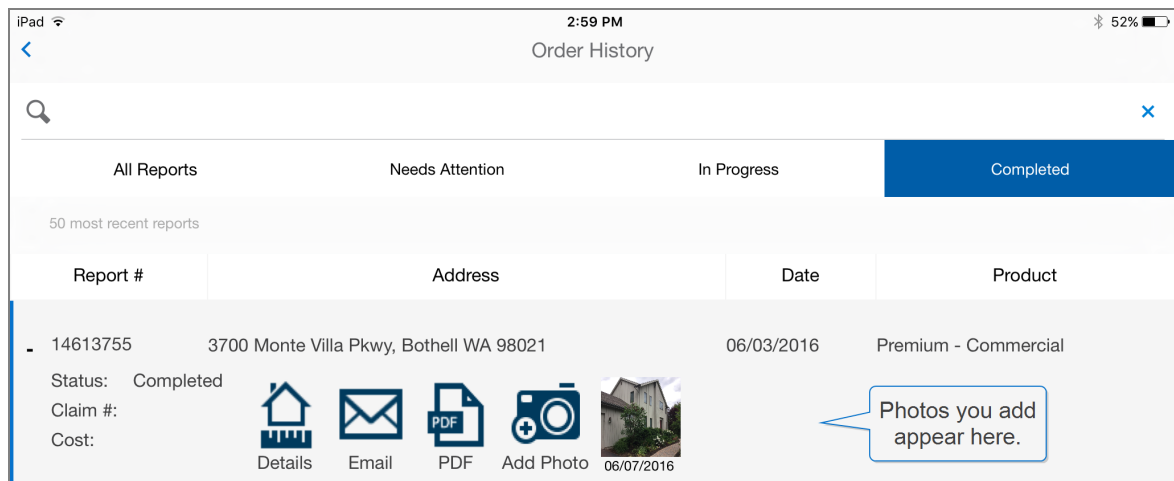 iPad 2:59 PM 52%
Order History
All Reports Needs Attention In Progress Completed
50 most recent reports
Report # Address Date Product
- 14613755 3700 Monte Villa Pkwy, Bothell WA 98021 06/03/2016 Premium - Commercial
Status: Completed
Claim #:
Cost:
PDF
Details Email PDF Add Photo 06/07/2016
Photos you add
appear here.